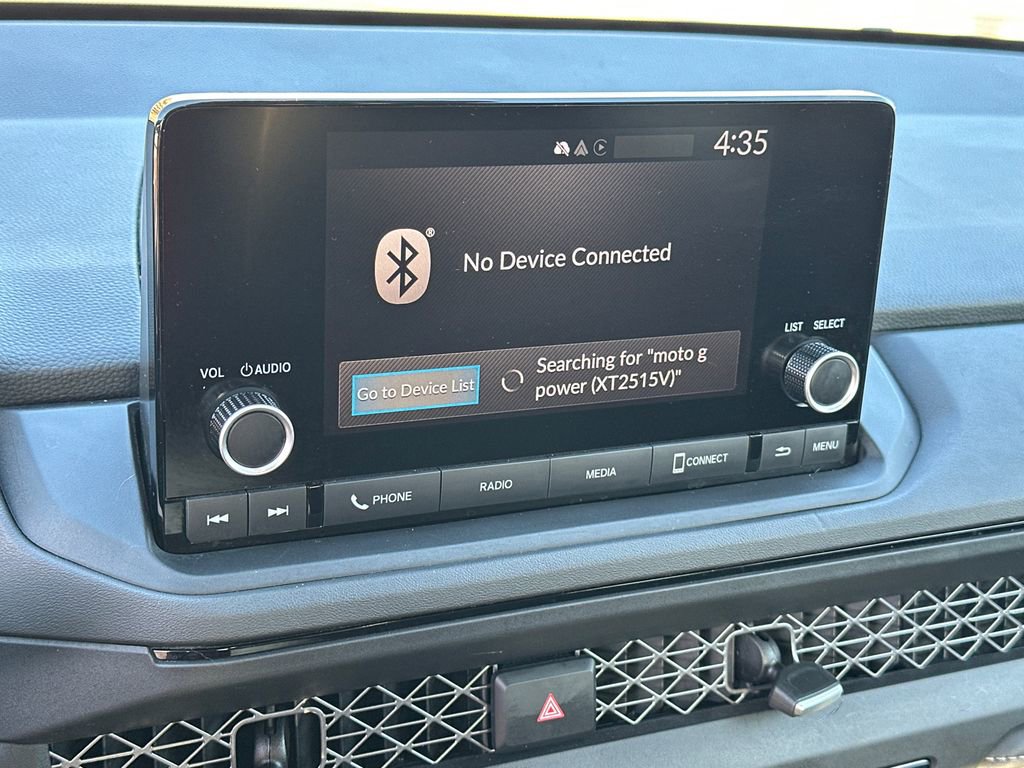 4:35
®
No Device Connected
Go to Device List
Searching for "moto g
power (XT2515V)"
VOL AUDIO
LIST SELECT
PHONE
RADIO
MEDIA
CONNECT
MENU